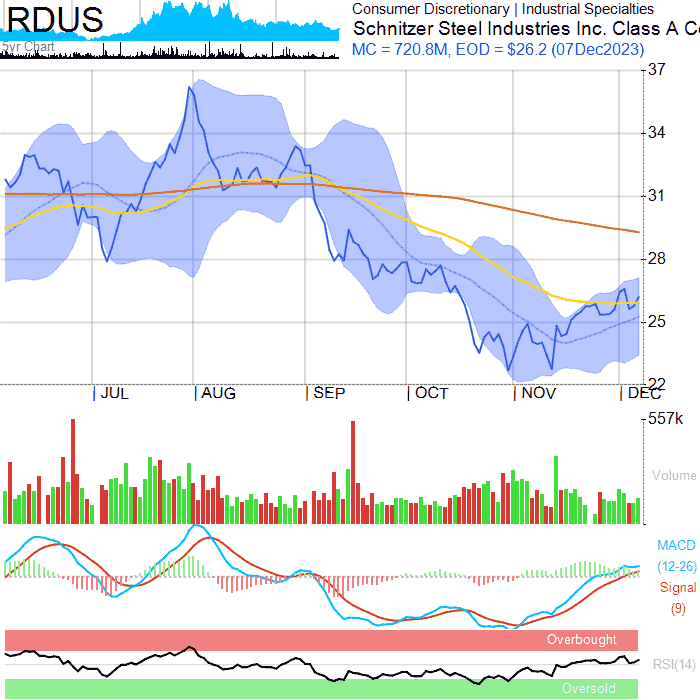 RDUS
Consumer Discretionary | Industrial Specialties
Schnitzer Steel Industries Inc. Class A Co
MC = 720.8M, EOD = $26.2 (07Dec2023)
5yr Chart
37
34
31
28
25
22
JUL
AUG
SEP
OCT
NOV
DEC
557k
Volume
MACD
(12-26)
Signal
(9)
Overbought
RSI(14)
Oversold